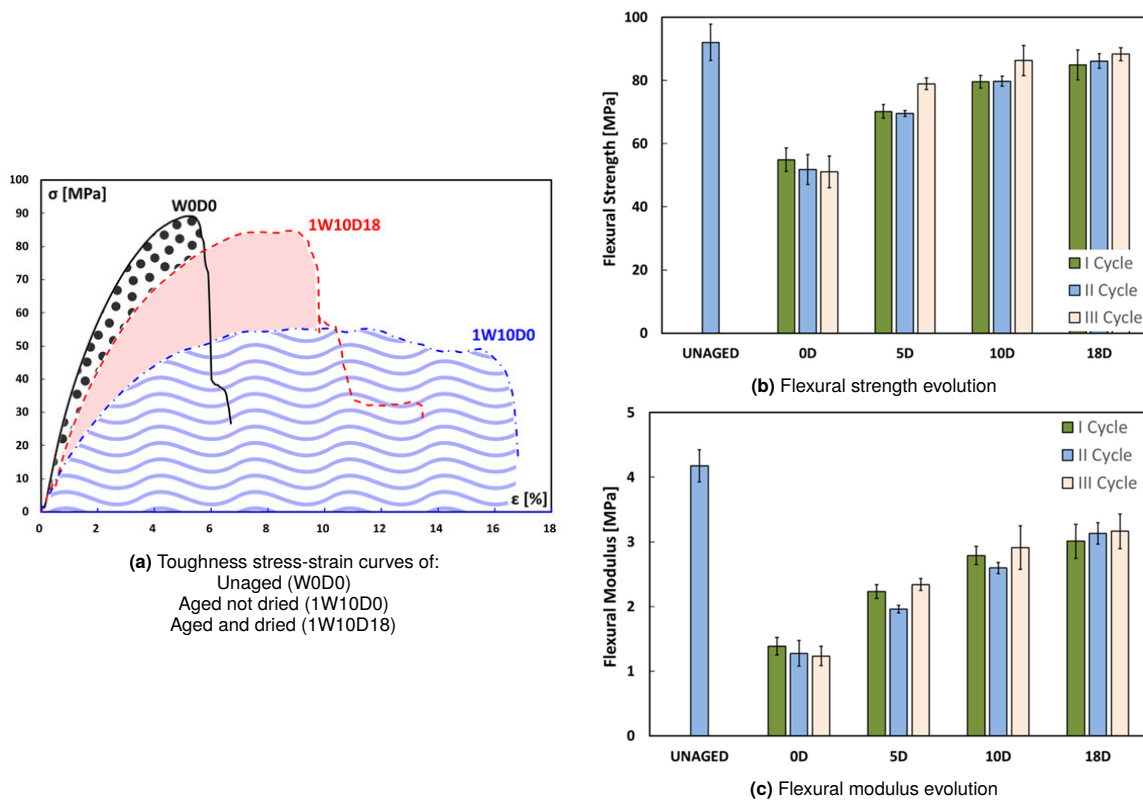 100
90
80
70
60
50
40
30
20
10
0
σ [MPa]
W0D0
1W10D18
1W10D0
ε [%]
0 2 4 6 8 10 12 14 16 18
(a) Toughness stress-strain curves of:
Unaged (W0D0)
Aged not dried (1W10D0)
Aged and dried (1W10D18)
Flexural Strength [MPa]
100
80
60
40
20
0
I Cycle
II Cycle
III Cycle
UNAGED 0D 5D 10D 18D
(b) Flexural strength evolution
Flexural Modulus [MPa]
5
4
3
2
1
0
I Cycle
II Cycle
III Cycle
UNAGED 0D 5D 10D 18D
(c) Flexural modulus evolution